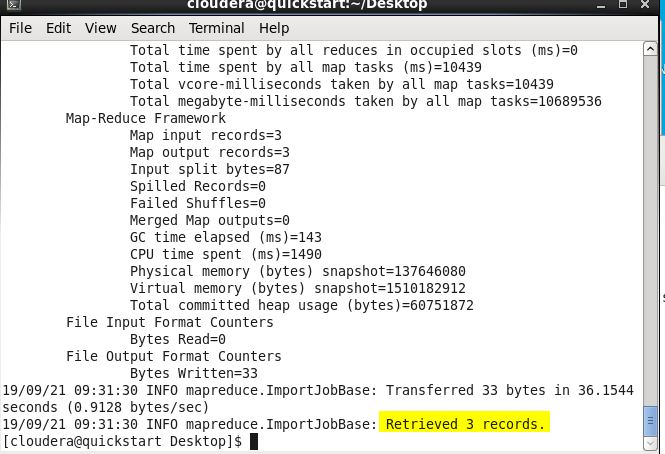 cloudera@quickstart:~/Desktop
File Edit View Search Terminal Help
Total time spent by all reduces in occupied slots (ms)=0
Total time spent by all map tasks (ms)=10439
Total vcore-milliseconds taken by all map tasks=10439
Total megabyte-milliseconds taken by all map tasks=10689536
Map-Reduce Framework
Map input records=3
Map output records=3
Input split bytes=87
Spilled Records=0
Failed Shuffles=0
Merged Map outputs=0
GC time elapsed (ms)=143
CPU time spent (ms)=1490
Physical memory (bytes) snapshot=137646080
Virtual memory (bytes) snapshot=1510182912
Total committed heap usage (bytes)=60751872
File Input Format Counters
Bytes Read=0
File Output Format Counters
Bytes Written=33
19/09/21 09:31:30 INFO mapreduce.ImportJobBase: Transferred 33 bytes in 36.1544
seconds (0.9128 bytes/sec)
19/09/21 09:31:30 INFO mapreduce.ImportJobBase: Retrieved 3 records.
[cloudera@quickstart Desktop]$